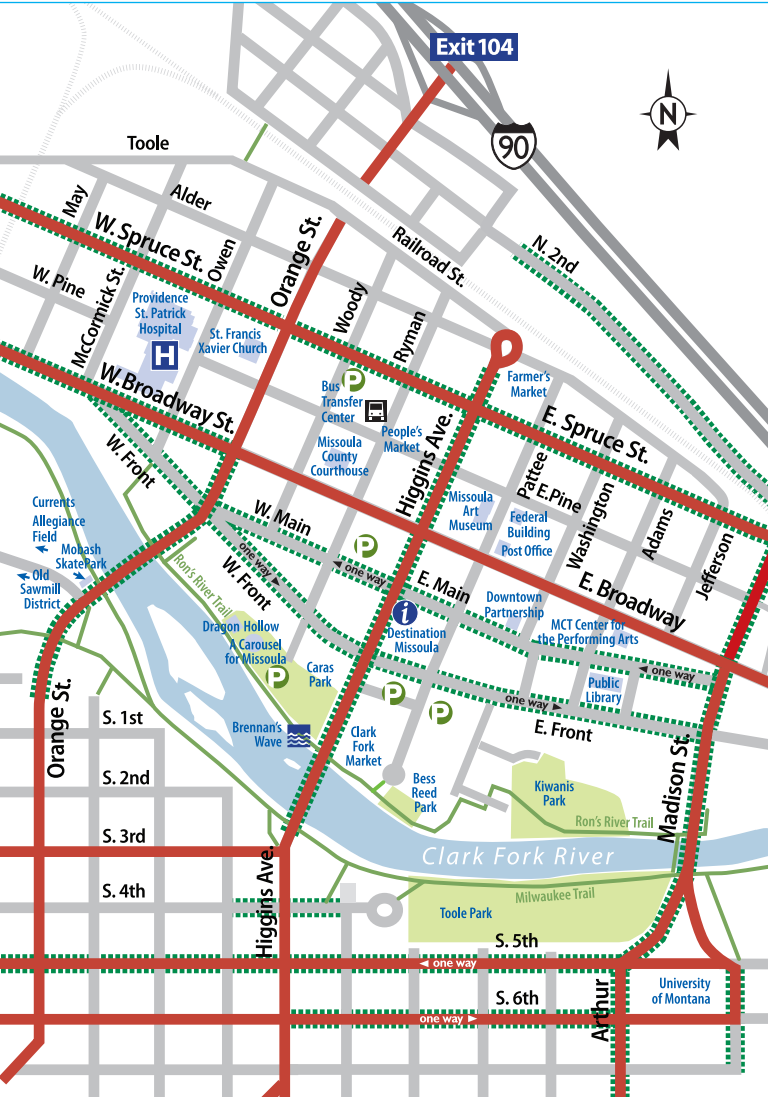 Exit 104
N
90
Toole
May
Alder
W. Spruce St.
Owen
Orange St.
Railroad St.
N. 2nd
W. Pine
McCormick St.
Providence
St. Patrick
Hospital
H
St. Francis
Xavier Church
Woody
Ryman
Farmer's
Market
W. Broadway St.
Bus
Transfer
Center
P
People's
Market
Missoula
County
Courthouse
Higgins Ave.
E. Spruce St.
Pattee
E.Pine
Washington
Adams
Jefferson
W. Front
Missoula
Art
Museum
Federal
Building
Post Office
Currents
Allegiance
Field
Mobash
SkatePark
Old
Sawmill
District
W. Main
P
one way
one way
W. Front
Ron's River Trail
E. Main
E. Broadway
i
Destination
Missoula
Downtown
Partnership
MCT Center for
the Performing Arts
one way
Public
Library
Dragon Hollow
A Carousel
for Missoula
P
Caras
Park
P
P
one way
E. Front
Orange St.
S. 1st
Brennan's
Wave
Clark
Fork
Market
Bess
Reed
Park
Kiwanis
Park
Madison St.
Ron's River Trail
S. 2nd
S. 3rd
Clark Fork River
S. 4th
Higgins Ave.
Milwaukee Trail
Toole Park
S. 5th
one way
S. 6th
one way
Arthur
University
of Montana